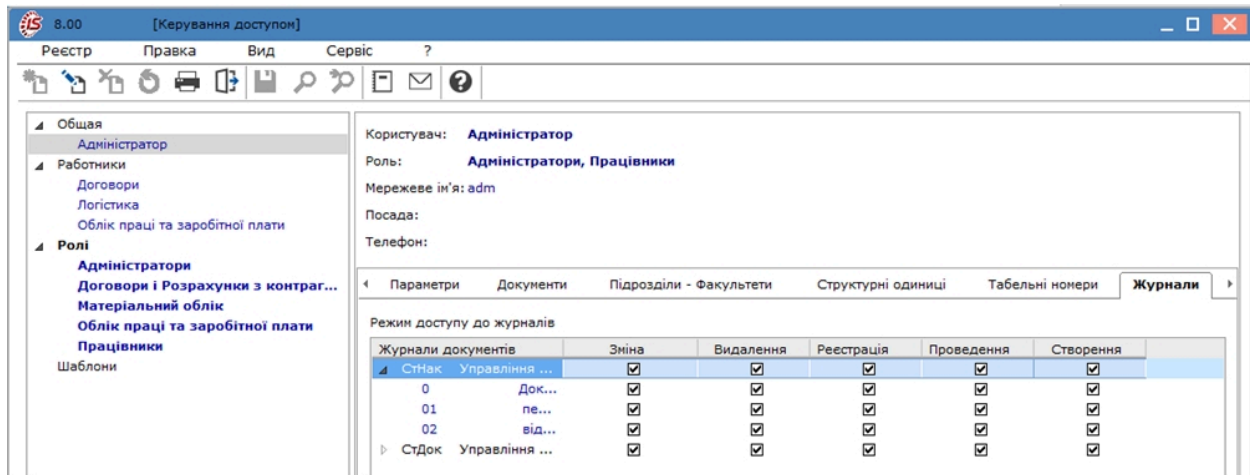 8.00 [Керування доступом]
Реєстр Правка Вид Сервіс ?
Общая
Адміністратор
Работники
Договори
Логістика
Облік праці та заробітної плати
Ролі
Адміністратори
Договори і Розрахунки з контраг...
Матеріальний облік
Облік праці та заробітної плати
Працівники
Шаблони
Користувач: Адміністратор
Роль: Адміністратори, Працівники
Мережеве ім'я: adm
Посада:
Телефон:
Параметри Документи Підрозділи - Факультети Структурні одиниці Табельні номери Журнали
Режим доступу до журналів
Журнали документів Зміна Видалення Реєстрація Проведення Створення
СтНак Управління ...
0 Док...
01 пе...
02 від...
СтДок Управління ...